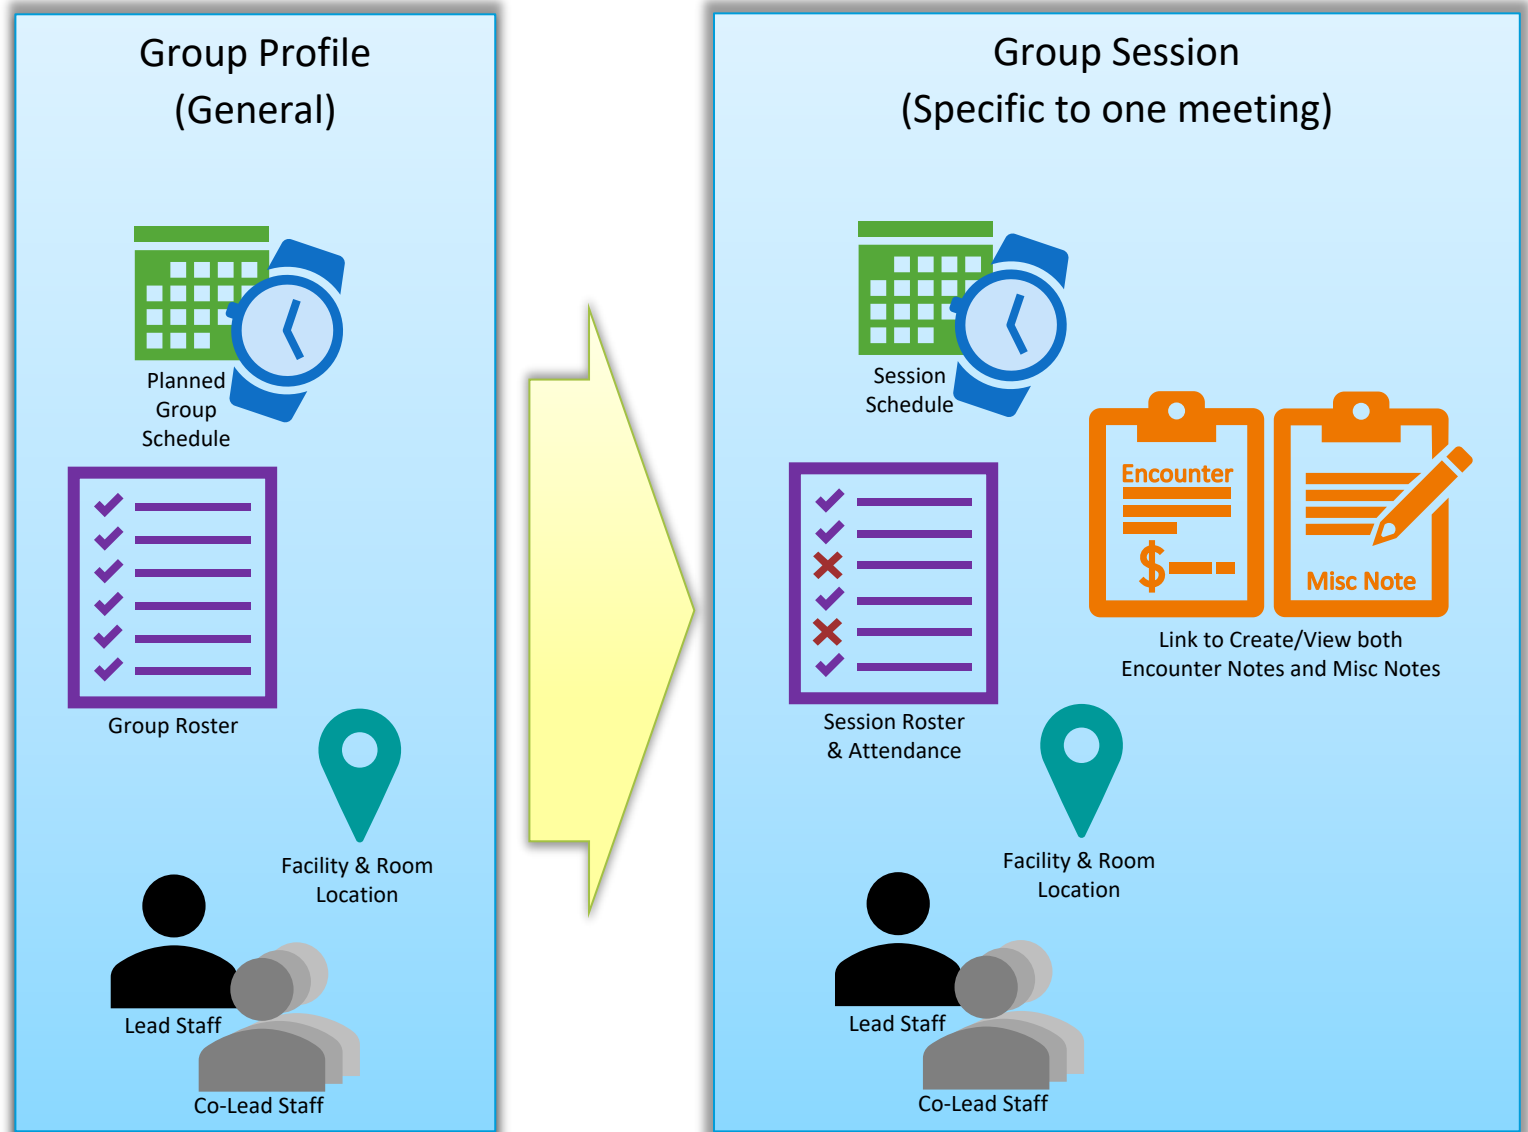 Group Profile
(General)
Planned
Group
Schedule
Group Roster
Facility & Room
Location
Lead Staff
Co-Lead Staff
Group Session
(Specific to one meeting)
Session
Schedule
Encounter
$
Misc Note
Link to Create/View both
Encounter Notes and Misc Notes
Session Roster
& Attendance
Facility & Room
Location
Lead Staff
Co-Lead Staff